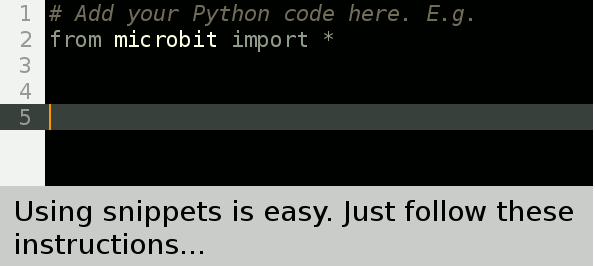 1 # Add your Python code here. E.g.
2 from microbit import *
3
4
5
Using snippets is easy. Just follow these
instructions...